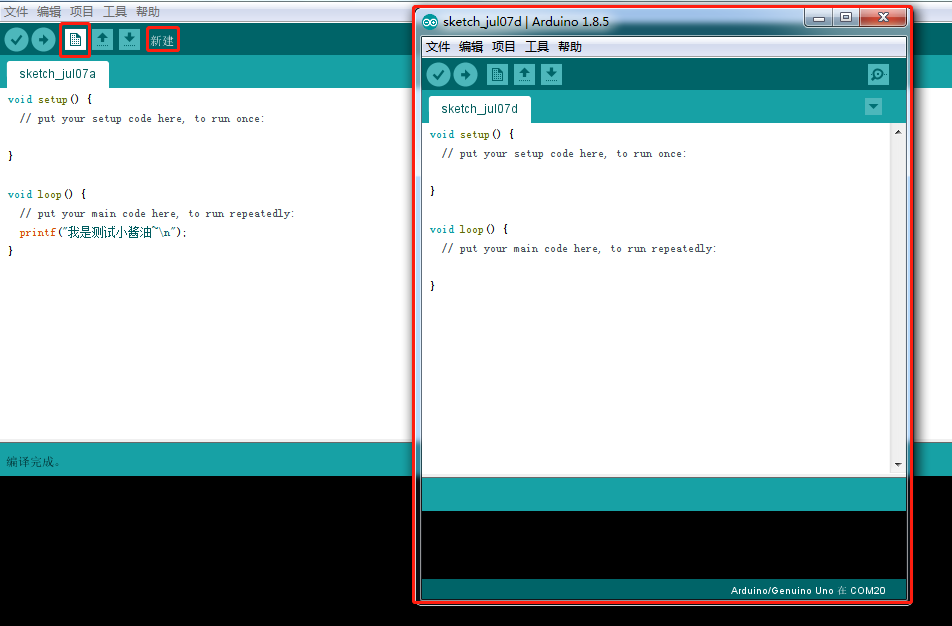 文件 编辑 项目 工具 帮助
新建
sketch_jul07a
void setup() {
// put your setup code here, to run once:
}
void loop() {
// put your main code here, to run repeatedly:
printf("我是测试小酱油~\n");
}
编译完成。
sketch_jul07d | Arduino 1.8.5
文件 编辑 项目 工具 帮助
sketch_jul07d
void setup() {
// put your setup code here, to run once:
}
void loop() {
// put your main code here, to run repeatedly:
}
Arduino/Genuino Uno 在 COM20